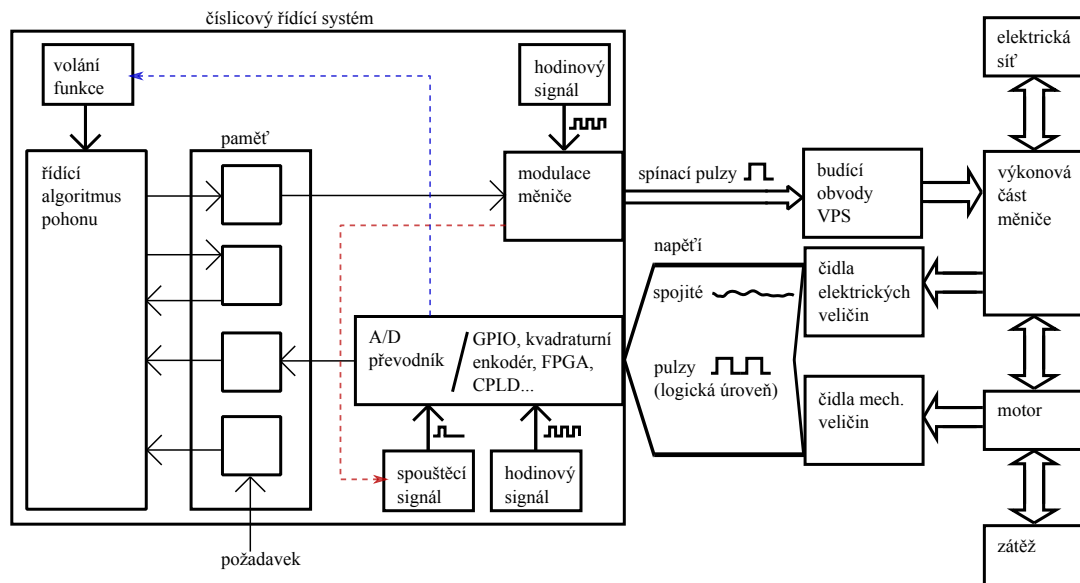 číslicový řídící systém
volání
funkce
hodinový
signál
elektrická
síť
paměť
řídící
algoritmus
pohonu
modulace
měniče
spínací pulzy
budící
obvody
VPS
výkonová
část
měniče
napěťí
spojité
čidla
elektrických
veličin
A/D
převodník
GPIO, kvadraturní
enkodér, FPGA,
CPLD...
pulzy
(logická úroveň)
čidla mech.
veličin
motor
spouštěcí
signál
hodinový
signál
požadavek
zátěž